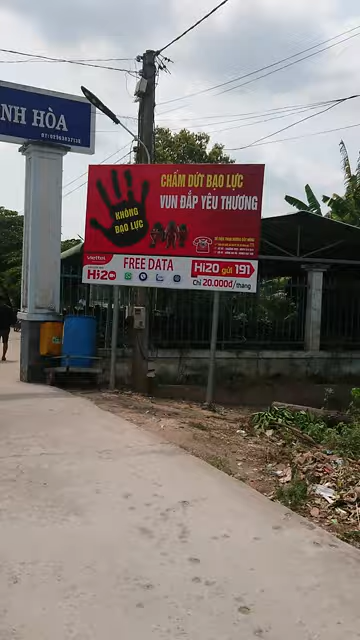 NH HÒA
CHẤM DỨT BẠO LỰC
VUN ĐẮP YÊU THƯƠNG
KHÔNG
BẠO LỰC
viettel
Hi20
FREE DATA
Hi20 gửi 191
Chỉ 20.000đ/tháng